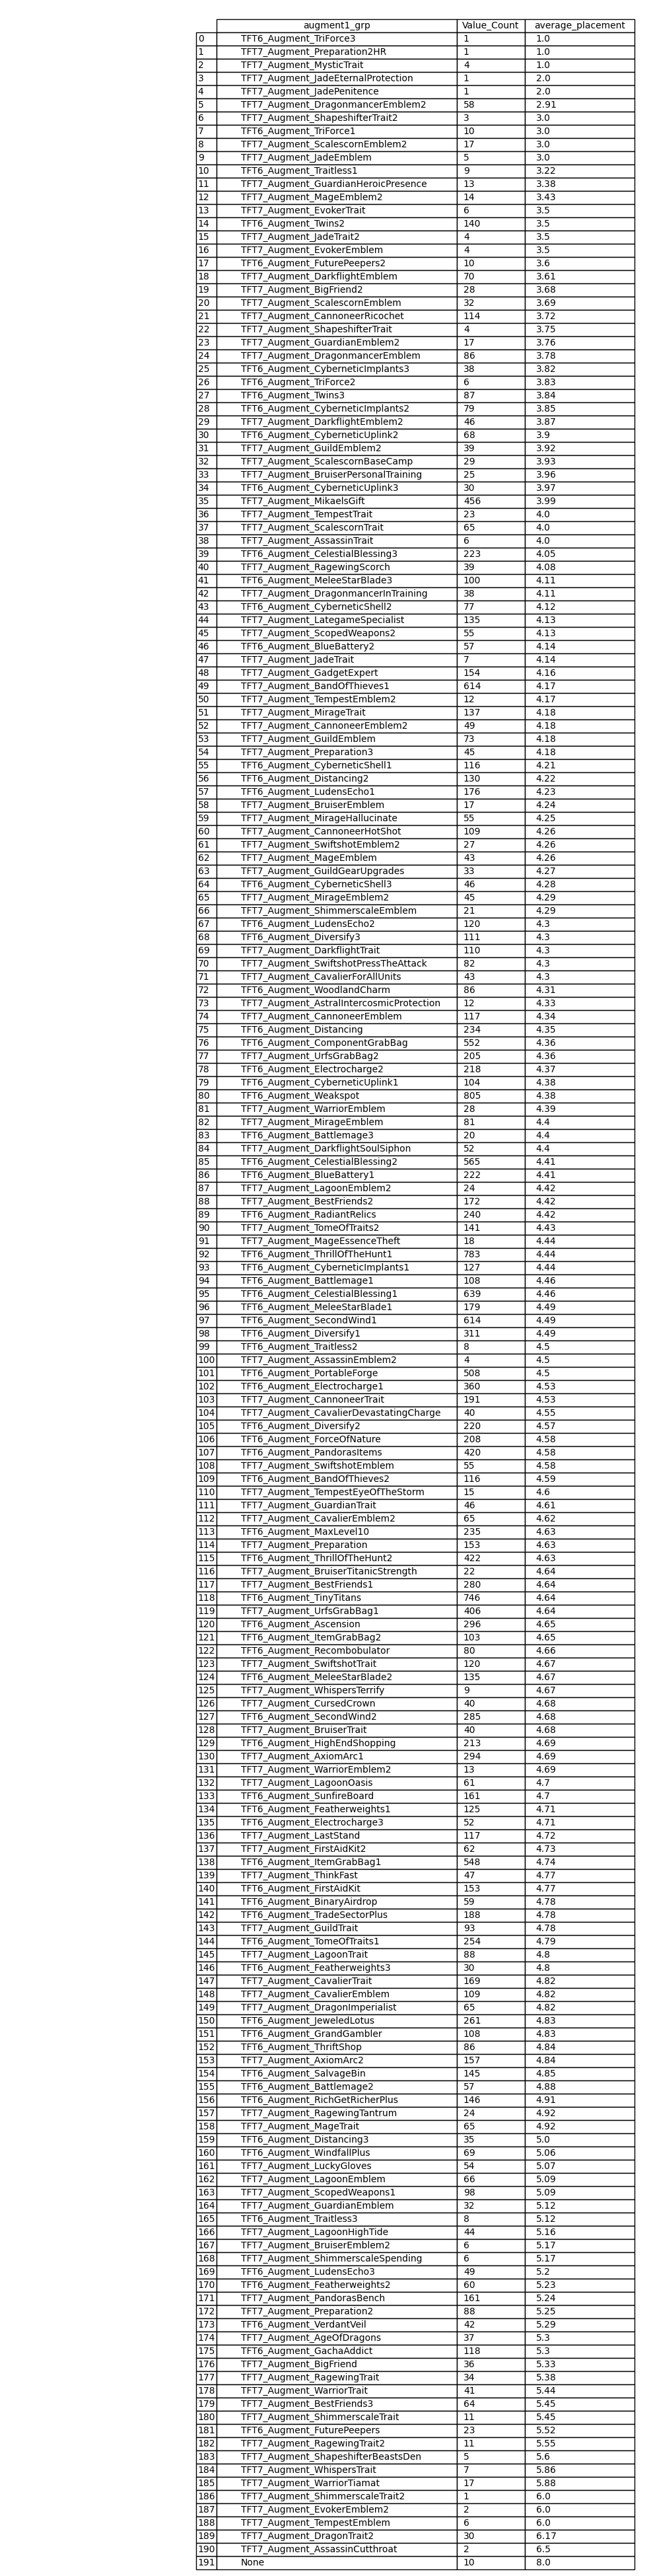 augment1_grp Value_Count average_placement
0 TFT6_Augment_TriForce3 1 1.0
1 TFT7_Augment_Preparation2HR 1 1.0
2 TFT7_Augment_MysticTrait 4 1.0
3 TFT7_Augment_JadeEternalProtection 1 2.0
4 TFT7_Augment_JadePenitence 1 2.0
5 TFT7_Augment_DragonmancerEmblem2 58 2.91
6 TFT7_Augment_ShapeshifterTrait2 3 3.0
7 TFT6_Augment_TriForce1 10 3.0
8 TFT7_Augment_ScalescornEmblem2 17 3.0
9 TFT7_Augment_JadeEmblem 5 3.0
10 TFT6_Augment_Traitless1 9 3.22
11 TFT7_Augment_GuardianHeroicPresence 13 3.38
12 TFT7_Augment_MageEmblem2 14 3.43
13 TFT7_Augment_EvokerTrait 6 3.5
14 TFT6_Augment_Twins2 140 3.5
15 TFT7_Augment_JadeTrait2 4 3.5
16 TFT7_Augment_EvokerEmblem 4 3.5
17 TFT6_Augment_FuturePeepers2 10 3.6
18 TFT7_Augment_DarkflightEmblem 70 3.61
19 TFT7_Augment_BigFriend2 28 3.68
20 TFT7_Augment_ScalescornEmblem 32 3.69
21 TFT7_Augment_CannoneerRicochet 114 3.72
22 TFT7_Augment_ShapeshifterTrait 4 3.75
23 TFT7_Augment_GuardianEmblem2 17 3.76
24 TFT7_Augment_DragonmancerEmblem 86 3.78
25 TFT6_Augment_CyberneticImplants3 38 3.82
26 TFT6_Augment_TriForce2 6 3.83
27 TFT6_Augment_Twins3 87 3.84
28 TFT6_Augment_CyberneticImplants2 79 3.85
29 TFT7_Augment_DarkflightEmblem2 46 3.87
30 TFT6_Augment_CyberneticUplink2 68 3.9
31 TFT7_Augment_GuildEmblem2 39 3.92
32 TFT7_Augment_ScalescornBaseCamp 29 3.93
33 TFT7_Augment_BruiserPersonalTraining 25 3.96
34 TFT6_Augment_CyberneticUplink3 30 3.97
35 TFT7_Augment_MikaelsGift 456 3.99
36 TFT7_Augment_TempestTrait 23 4.0
37 TFT7_Augment_ScalescornTrait 65 4.0
38 TFT7_Augment_AssassinTrait 6 4.0
39 TFT6_Augment_CelestialBlessing3 223 4.05
40 TFT7_Augment_RagewingScorch 39 4.08
41 TFT6_Augment_MeleeStarBlade3 100 4.11
42 TFT7_Augment_DragonmancerInTraining 38 4.11
43 TFT6_Augment_CyberneticShell2 77 4.12
44 TFT7_Augment_LategameSpecialist 135 4.13
45 TFT7_Augment_ScopedWeapons2 55 4.13
46 TFT6_Augment_BlueBattery2 57 4.14
47 TFT7_Augment_JadeTrait 7 4.14
48 TFT7_Augment_GadgetExpert 154 4.16
49 TFT7_Augment_BandOfThieves1 614 4.17
50 TFT7_Augment_TempestEmblem2 12 4.17
51 TFT7_Augment_MirageTrait 137 4.18
52 TFT7_Augment_CannoneerEmblem2 49 4.18
53 TFT7_Augment_GuildEmblem 73 4.18
54 TFT7_Augment_Preparation3 45 4.18
55 TFT6_Augment_CyberneticShell1 116 4.21
56 TFT6_Augment_Distancing2 130 4.22
57 TFT6_Augment_LudensEcho1 176 4.23
58 TFT7_Augment_BruiserEmblem 17 4.24
59 TFT7_Augment_MirageHallucinate 55 4.25
60 TFT7_Augment_CannoneerHotShot 109 4.26
61 TFT7_Augment_SwiftshotEmblem2 27 4.26
62 TFT7_Augment_MageEmblem 43 4.26
63 TFT7_Augment_GuildGearUpgrades 33 4.27
64 TFT6_Augment_CyberneticShell3 46 4.28
65 TFT7_Augment_MirageEmblem2 45 4.29
66 TFT7_Augment_ShimmerscaleEmblem 21 4.29
67 TFT6_Augment_LudensEcho2 120 4.3
68 TFT6_Augment_Diversify3 111 4.3
69 TFT7_Augment_DarkflightTrait 110 4.3
70 TFT7_Augment_SwiftshotPressTheAttack 82 4.3
71 TFT7_Augment_CavalierForAllUnits 43 4.3
72 TFT6_Augment_WoodlandCharm 86 4.31
73 TFT7_Augment_AstralIntercosmicProtection 12 4.33
74 TFT7_Augment_CannoneerEmblem 117 4.34
75 TFT6_Augment_Distancing 234 4.35
76 TFT6_Augment_ComponentGrabBag 552 4.36
77 TFT7_Augment_UrfsGrabBag2 205 4.36
78 TFT6_Augment_Electrocharge2 218 4.37
79 TFT6_Augment_CyberneticUplink1 104 4.38
80 TFT6_Augment_Weakspot 805 4.38
81 TFT7_Augment_WarriorEmblem 28 4.39
82 TFT7_Augment_MirageEmblem 81 4.4
83 TFT6_Augment_Battlemage3 20 4.4
84 TFT7_Augment_DarkflightSoulSiphon 52 4.4
85 TFT6_Augment_CelestialBlessing2 565 4.41
86 TFT6_Augment_BlueBattery1 222 4.41
87 TFT7_Augment_LagoonEmblem2 24 4.42
88 TFT7_Augment_BestFriends2 172 4.42
89 TFT6_Augment_RadiantRelics 240 4.42
90 TFT7_Augment_TomeOfTraits2 141 4.43
91 TFT7_Augment_MageEssenceTheft 18 4.44
92 TFT6_Augment_ThrillOfTheHunt1 783 4.44
93 TFT6_Augment_CyberneticImplants1 127 4.44
94 TFT6_Augment_Battlemage1 108 4.46
95 TFT6_Augment_CelestialBlessing1 639 4.46
96 TFT6_Augment_MeleeStarBlade1 179 4.49
97 TFT6_Augment_SecondWind1 614 4.49
98 TFT6_Augment_Diversify1 311 4.49
99 TFT6_Augment_Traitless2 8 4.5
100 TFT7_Augment_AssassinEmblem2 4 4.5
101 TFT6_Augment_PortableForge 508 4.5
102 TFT6_Augment_Electrocharge1 360 4.53
103 TFT7_Augment_CannoneerTrait 191 4.53
104 TFT7_Augment_CavalierDevastatingCharge 40 4.55
105 TFT6_Augment_Diversify2 220 4.57
106 TFT6_Augment_ForceOfNature 208 4.58
107 TFT6_Augment_PandorasItems 420 4.58
108 TFT7_Augment_SwiftshotEmblem 55 4.58
109 TFT6_Augment_BandOfThieves2 116 4.59
110 TFT7_Augment_TempestEyeOfTheStorm 15 4.6
111 TFT7_Augment_GuardianTrait 46 4.61
112 TFT7_Augment_CavalierEmblem2 65 4.62
113 TFT6_Augment_MaxLevel10 235 4.63
114 TFT7_Augment_Preparation 153 4.63
115 TFT6_Augment_ThrillOfTheHunt2 422 4.63
116 TFT7_Augment_BruiserTitanicStrength 22 4.64
117 TFT7_Augment_BestFriends1 280 4.64
118 TFT6_Augment_TinyTitans 746 4.64
119 TFT7_Augment_UrfsGrabBag1 406 4.64
120 TFT6_Augment_Ascension 296 4.65
121 TFT6_Augment_ItemGrabBag2 103 4.65
122 TFT6_Augment_Recombobulator 80 4.66
123 TFT7_Augment_SwiftshotTrait 120 4.67
124 TFT6_Augment_MeleeStarBlade2 135 4.67
125 TFT7_Augment_WhispersTerrify 9 4.67
126 TFT7_Augment_CursedCrown 40 4.68
127 TFT6_Augment_SecondWind2 285 4.68
128 TFT7_Augment_BruiserTrait 40 4.68
129 TFT6_Augment_HighEndShopping 213 4.69
130 TFT7_Augment_AxiomArc1 294 4.69
131 TFT7_Augment_WarriorEmblem2 13 4.69
132 TFT7_Augment_LagoonOasis 61 4.7
133 TFT6_Augment_SunfireBoard 161 4.7
134 TFT6_Augment_Featherweights1 125 4.71
135 TFT6_Augment_Electrocharge3 52 4.71
136 TFT7_Augment_LastStand 117 4.72
137 TFT7_Augment_FirstAidKit2 62 4.73
138 TFT6_Augment_ItemGrabBag1 548 4.74
139 TFT7_Augment_ThinkFast 47 4.77
140 TFT6_Augment_FirstAidKit 153 4.77
141 TFT6_Augment_BinaryAirdrop 59 4.78
142 TFT6_Augment_TradeSectorPlus 188 4.78
143 TFT7_Augment_GuildTrait 93 4.78
144 TFT6_Augment_TomeOfTraits1 254 4.79
145 TFT7_Augment_LagoonTrait 88 4.8
146 TFT6_Augment_Featherweights3 30 4.8
147 TFT7_Augment_CavalierTrait 169 4.82
148 TFT7_Augment_CavalierEmblem 109 4.82
149 TFT7_Augment_DragonImperialist 65 4.82
150 TFT6_Augment_JeweledLotus 261 4.83
151 TFT6_Augment_GrandGambler 108 4.83
152 TFT6_Augment_ThriftShop 86 4.84
153 TFT7_Augment_AxiomArc2 157 4.84
154 TFT6_Augment_SalvageBin 145 4.85
155 TFT6_Augment_Battlemage2 57 4.88
156 TFT6_Augment_RichGetRicherPlus 146 4.91
157 TFT7_Augment_RagewingTantrum 24 4.92
158 TFT7_Augment_MageTrait 65 4.92
159 TFT6_Augment_Distancing3 35 5.0
160 TFT6_Augment_WindfallPlus 69 5.06
161 TFT7_Augment_LuckyGloves 54 5.07
162 TFT7_Augment_LagoonEmblem 66 5.09
163 TFT7_Augment_ScopedWeapons1 98 5.09
164 TFT7_Augment_GuardianEmblem 32 5.12
165 TFT6_Augment_Traitless3 8 5.12
166 TFT7_Augment_LagoonHighTide 44 5.16
167 TFT7_Augment_BruiserEmblem2 6 5.17
168 TFT7_Augment_ShimmerscaleSpending 6 5.17
169 TFT6_Augment_LudensEcho3 49 5.2
170 TFT6_Augment_Featherweights2 60 5.23
171 TFT7_Augment_PandorasBench 161 5.24
172 TFT7_Augment_Preparation2 88 5.25
173 TFT6_Augment_VerdantVeil 42 5.29
174 TFT7_Augment_AgeOfDragons 37 5.3
175 TFT6_Augment_GachaAddict 118 5.3
176 TFT7_Augment_BigFriend 36 5.33
177 TFT7_Augment_RagewingTrait 34 5.38
178 TFT7_Augment_WarriorTrait 41 5.44
179 TFT7_Augment_BestFriends3 64 5.45
180 TFT7_Augment_ShimmerscaleTrait 11 5.45
181 TFT6_Augment_FuturePeepers 23 5.52
182 TFT7_Augment_RagewingTrait2 11 5.55
183 TFT7_Augment_ShapeshifterBeastsDen 5 5.6
184 TFT7_Augment_WhispersTrait 7 5.86
185 TFT7_Augment_WarriorTiamat 17 5.88
186 TFT7_Augment_ShimmerscaleTrait2 1 6.0
187 TFT7_Augment_EvokerEmblem2 2 6.0
188 TFT7_Augment_TempestEmblem 6 6.0
189 TFT7_Augment_DragonTrait2 30 6.17
190 TFT7_Augment_AssassinCutthroat 2 6.5
191 None 10 8.0